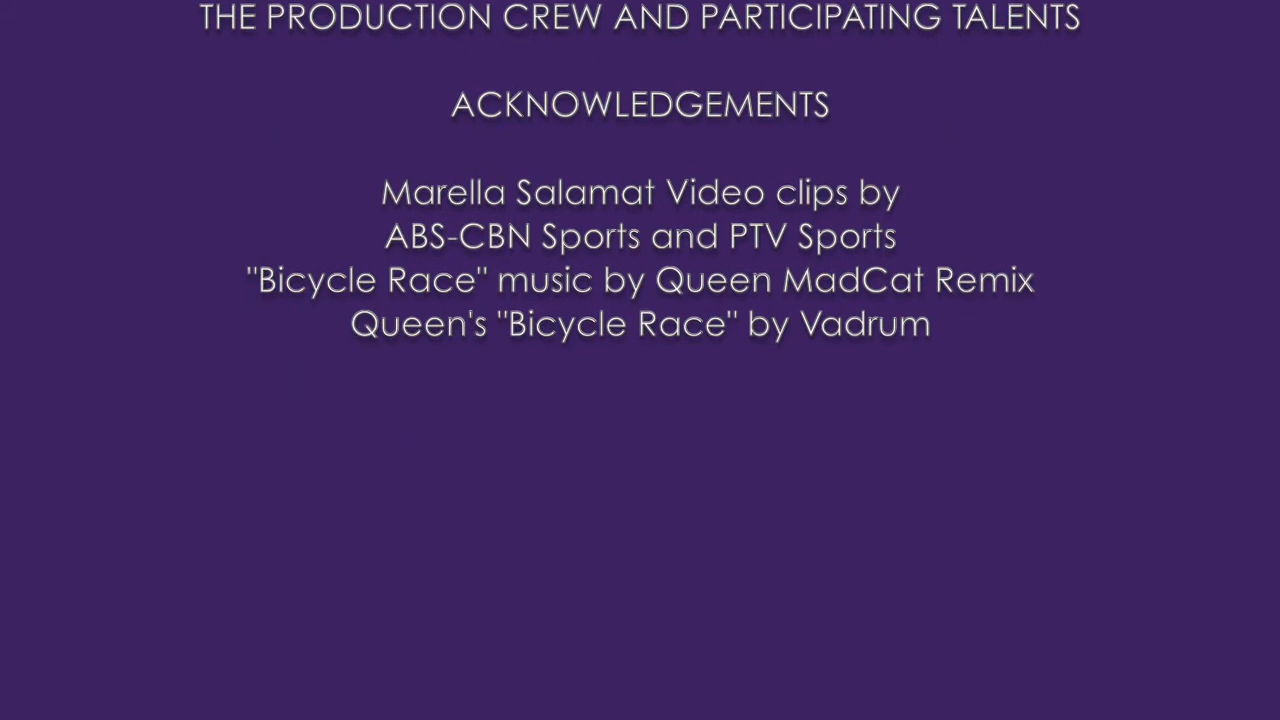 THE PRODUCTION CREW AND PARTICIPATING TALENTS
ACKNOWLEDGEMENTS
Marella Salamat Video clips by
ABS-CBN Sports and PTV Sports
"Bicycle Race" music by Queen MadCat Remix
Queen's "Bicycle Race" by Vadrum